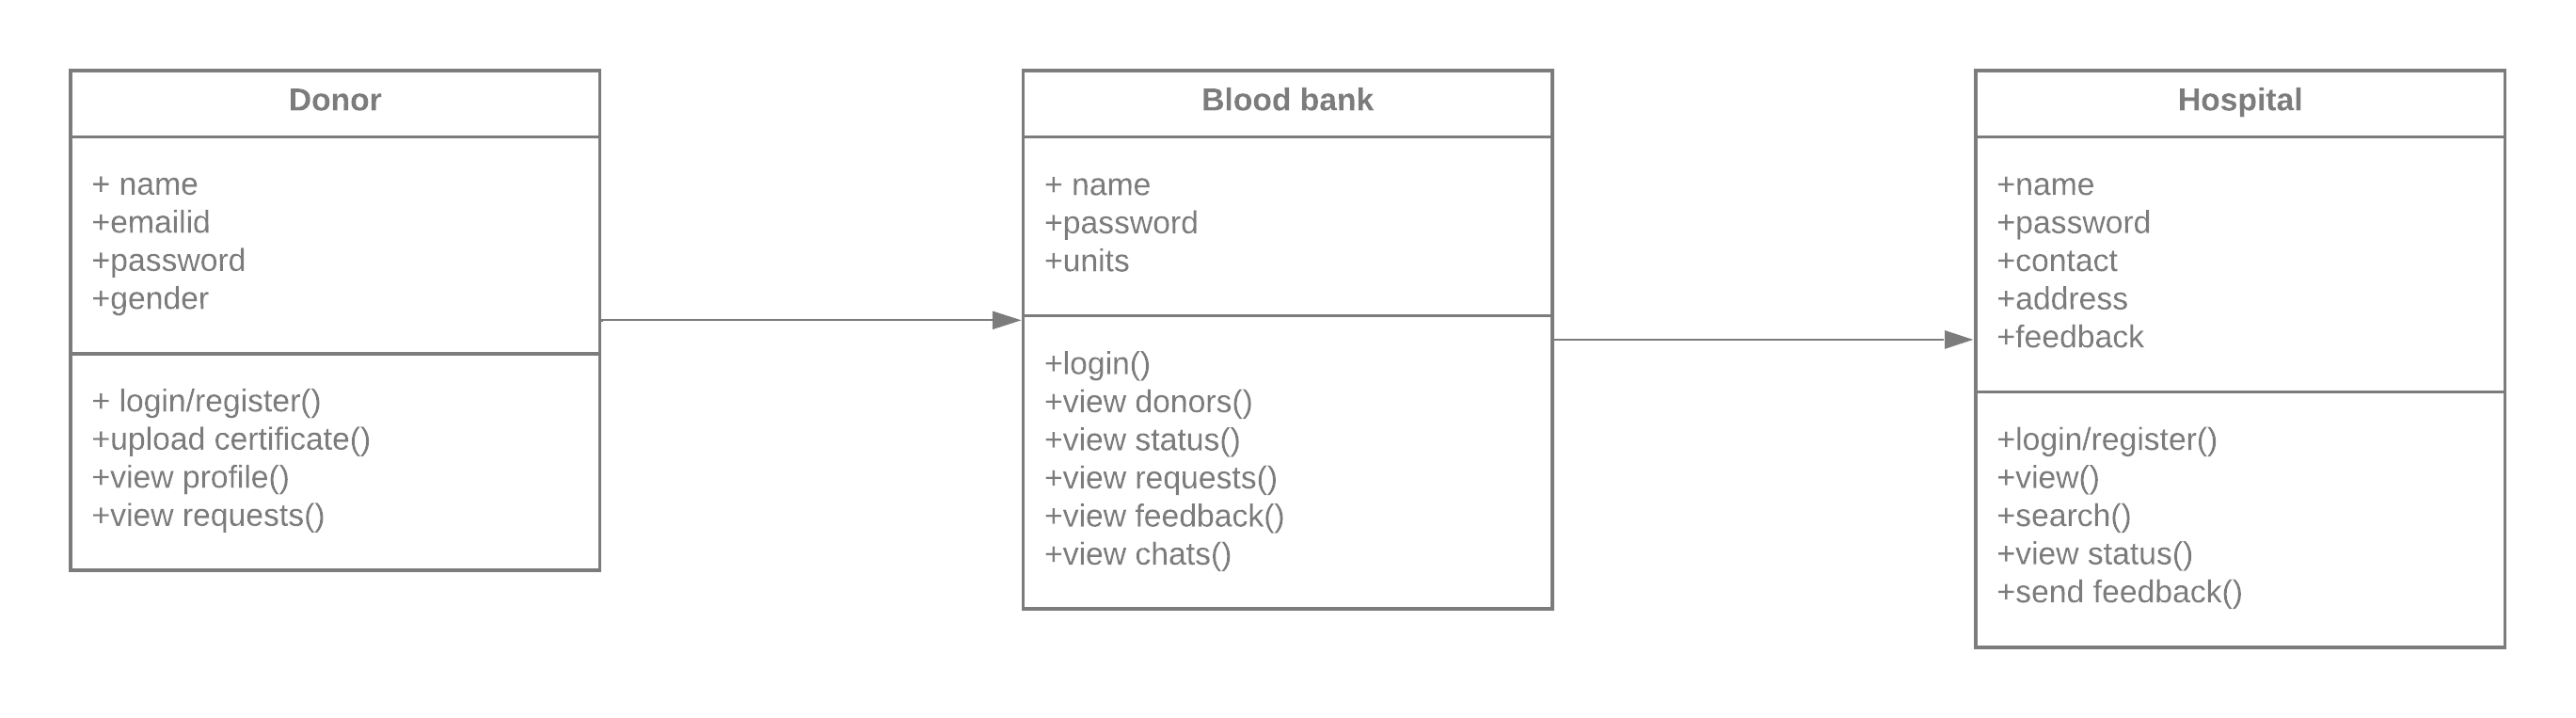 Donor
+ name
+emailid
+password
+gender
+ login/register()
+upload certificate()
+view profile()
+view requests()
Blood bank
+ name
+password
+units
+login()
+view donors()
+view status()
+view requests()
+view feedback()
+view chats()
Hospital
+name
+password
+contact
+address
+feedback
+login/register()
+view()
+search()
+view status()
+send feedback()